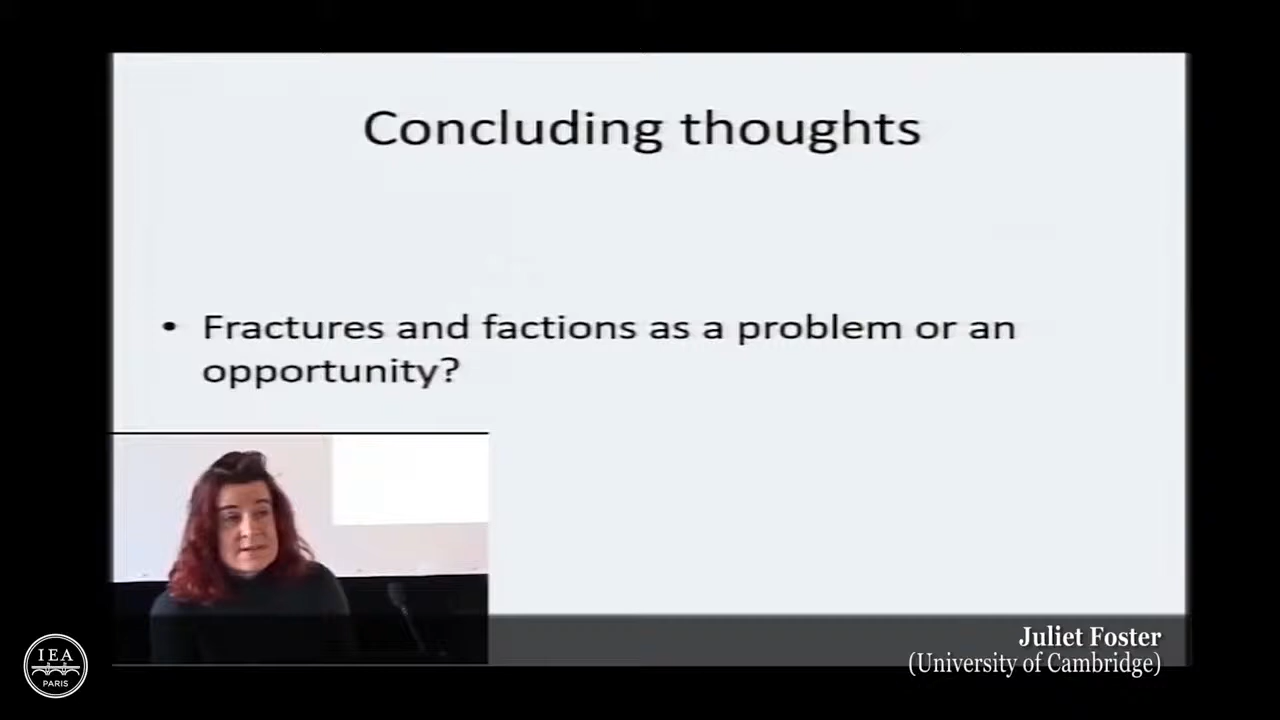 Concluding thoughts
• Fractures and factions as a problem or an
opportunity?
Juliet Foster
(University of Cambridge)
IEA
PARIS